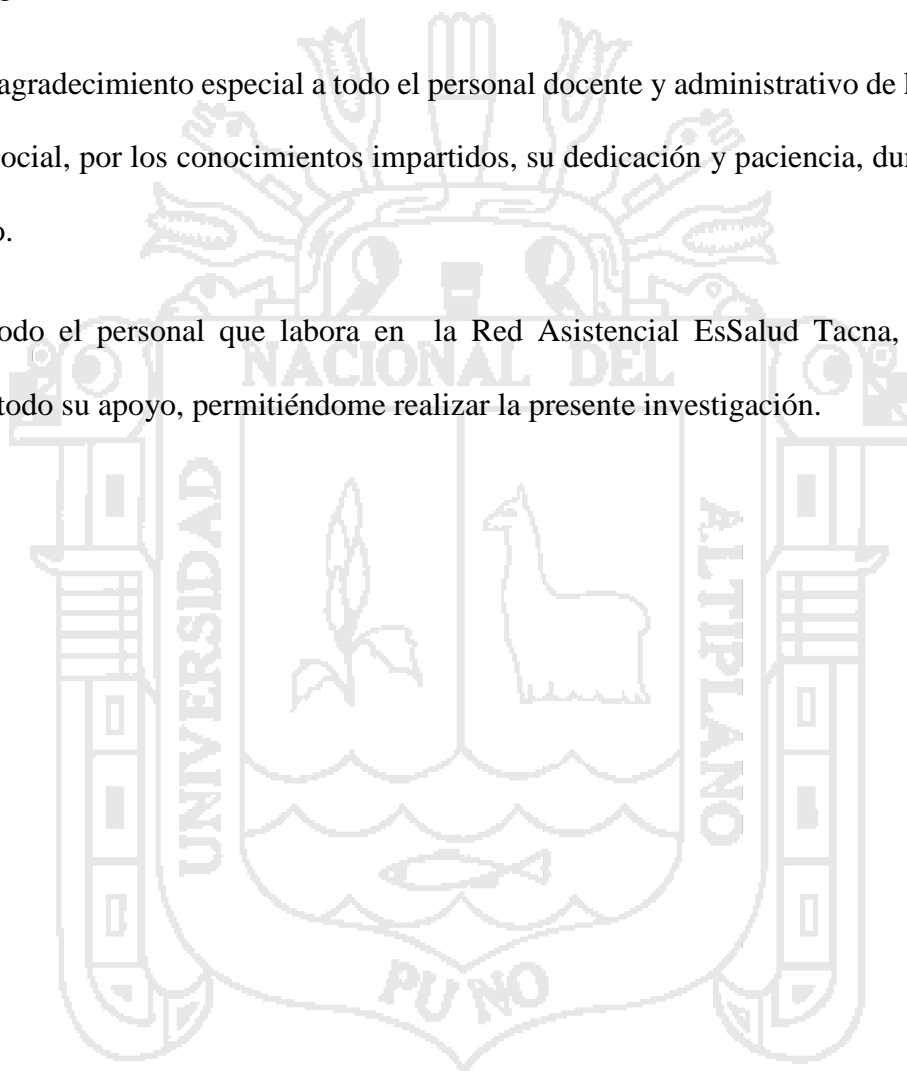 agradecimiento especial a todo el personal docente y administrativo de
ocial, por los conocimientos impartidos, su dedicación y paciencia,
o.
odo el personal que labora en la Red Asistencial EsSalud Tacna,
todo su apoyo, permitiéndome realizar la presente investigación.
NACIONAL DEL
UNIVERSIDAD
ALTIPLANO
PUNO